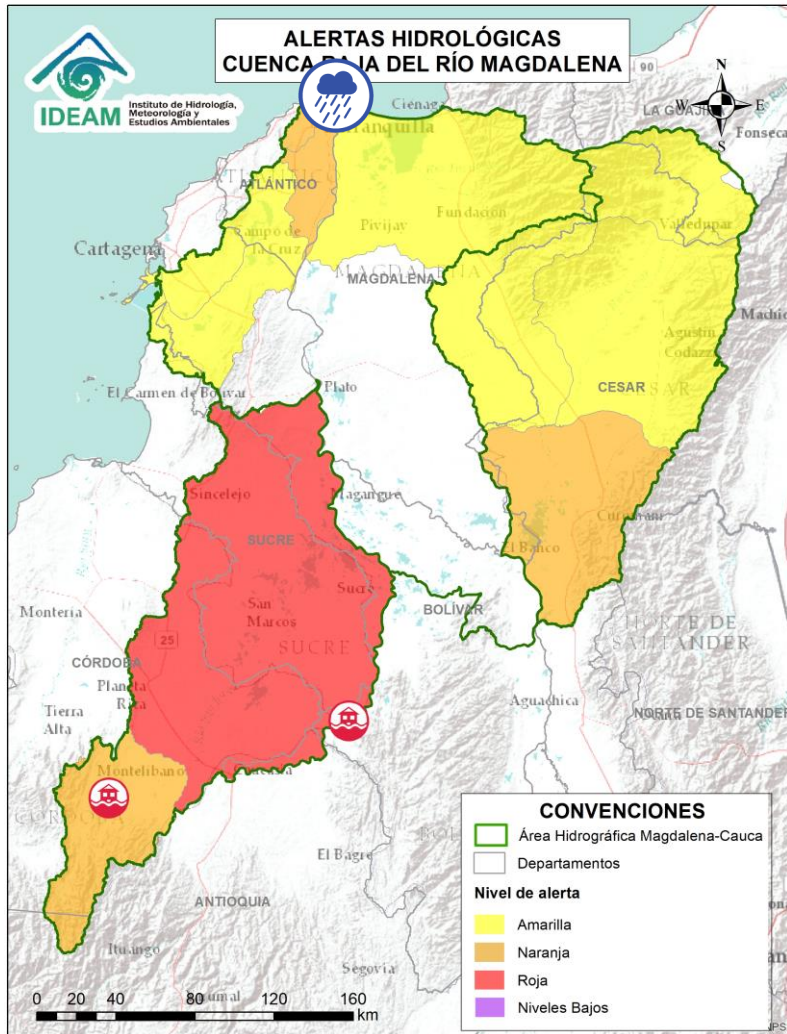 ALERTAS HIDROLÓGICAS
CUENCA BAJA DEL RÍO MAGDALENA
IDEAM
Instituto de Hidrología,
Meteorología y
Estudios Ambientales
N
W
E
S
90
Ciénaga
LA GUAJIRA
Fonseca
ATLÁNTICO
Pivijay
Fundación
Valledupar
Campo de
la Cruz
Cartagena
MAGDALENA
MAGDALENA
Agustín
Codazzi
CESAR
El Carmen de Bolívar
Plato
Sincelejo
Magangue
SUCRE
El Banco
San
Marcos
Sucre
BOLÍVAR
SUCRE
Montería
25
CÓRDOBA
Planeta
Rica
NORTE DE
SANTANDER
Tierra
Alta
Aguachica
NORTE DE SANTANDER
Montelibano
El Bagre
ANTIOQUIA
Ituango
Segovia
CONVENCIONES
Área Hidrográfica Magdalena-Cauca
Departamentos
Nivel de alerta
Amarilla
Naranja
Roja
Niveles Bajos
0 20 40 80 120 160
km